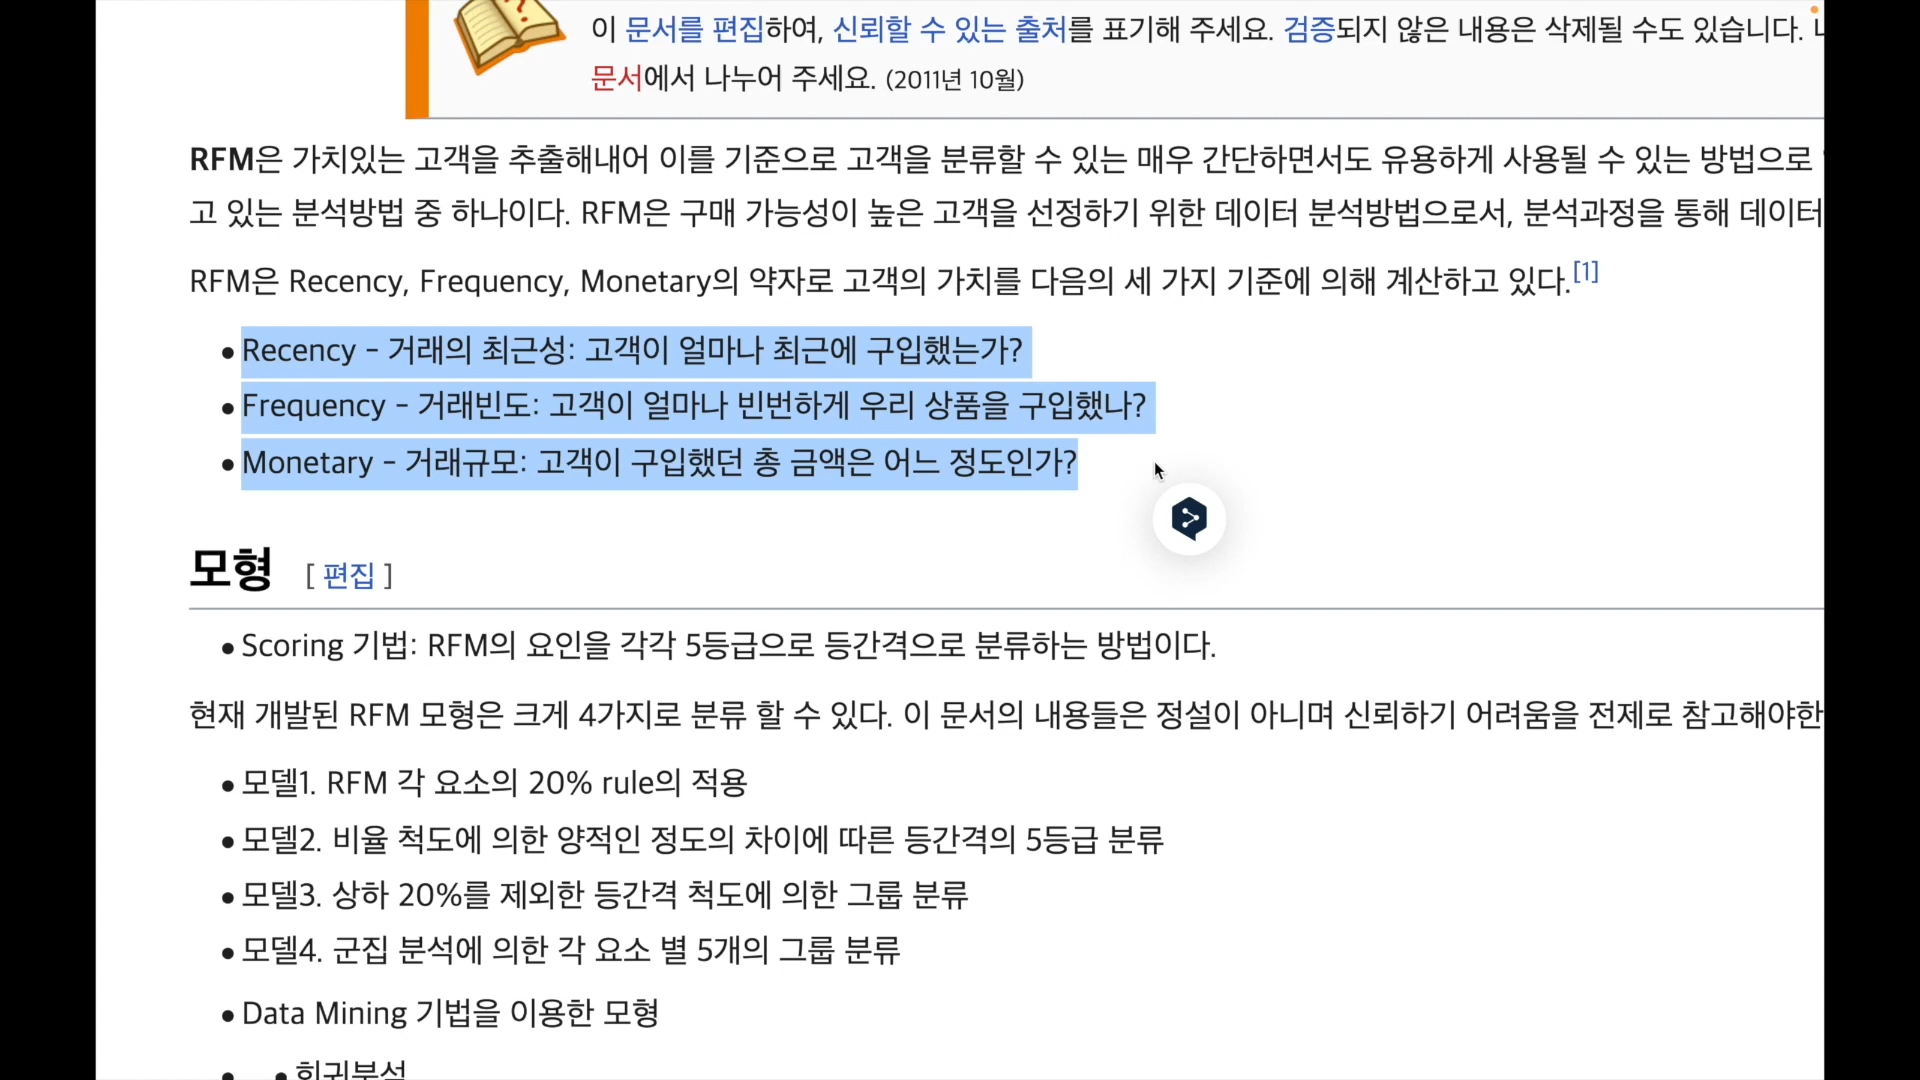 이 문서를 편집하여, 신뢰할 수 있는 출처를 표기해 주세요. 검증되지 않은 내용은 삭제될 수도 있습니다.
문서에서 나누어 주세요. (2011년 10월)
RFM은 가치있는 고객을 추출해내어 이를 기준으로 고객을 분류할 수 있는 매우 간단하면서도 유용하게 사용될 수 있는 방법으로
고 있는 분석방법 중 하나이다. RFM은 구매 가능성이 높은 고객을 선정하기 위한 데이터 분석방법으로서, 분석과정을 통해 데이터
RFM은 Recency, Frequency, Monetary의 약자로 고객의 가치를 다음의 세 가지 기준에 의해 계산하고 있다.[1]
• Recency - 거래의 최근성: 고객이 얼마나 최근에 구입했는가?
• Frequency - 거래빈도: 고객이 얼마나 빈번하게 우리 상품을 구입했나?
• Monetary - 거래규모: 고객이 구입했던 총 금액은 어느 정도인가?
모형 [ 편집 ]
• Scoring 기법: RFM의 요인을 각각 5등급으로 등간격으로 분류하는 방법이다.
현재 개발된 RFM 모형은 크게 4가지로 분류 할 수 있다. 이 문서의 내용들은 정설이 아니며 신뢰하기 어려움을 전제로 참고해야한
• 모델1. RFM 각 요소의 20% rule의 적용
• 모델2. 비율 척도에 의한 양적인 정도의 차이에 따른 등간격의 5등급 분류
• 모델3. 상하 20%를 제외한 등간격 척도에 의한 그룹 분류
• 모델4. 군집 분석에 의한 각 요소 별 5개의 그룹 분류
• Data Mining 기법을 이용한 모형
• • 회귀분석